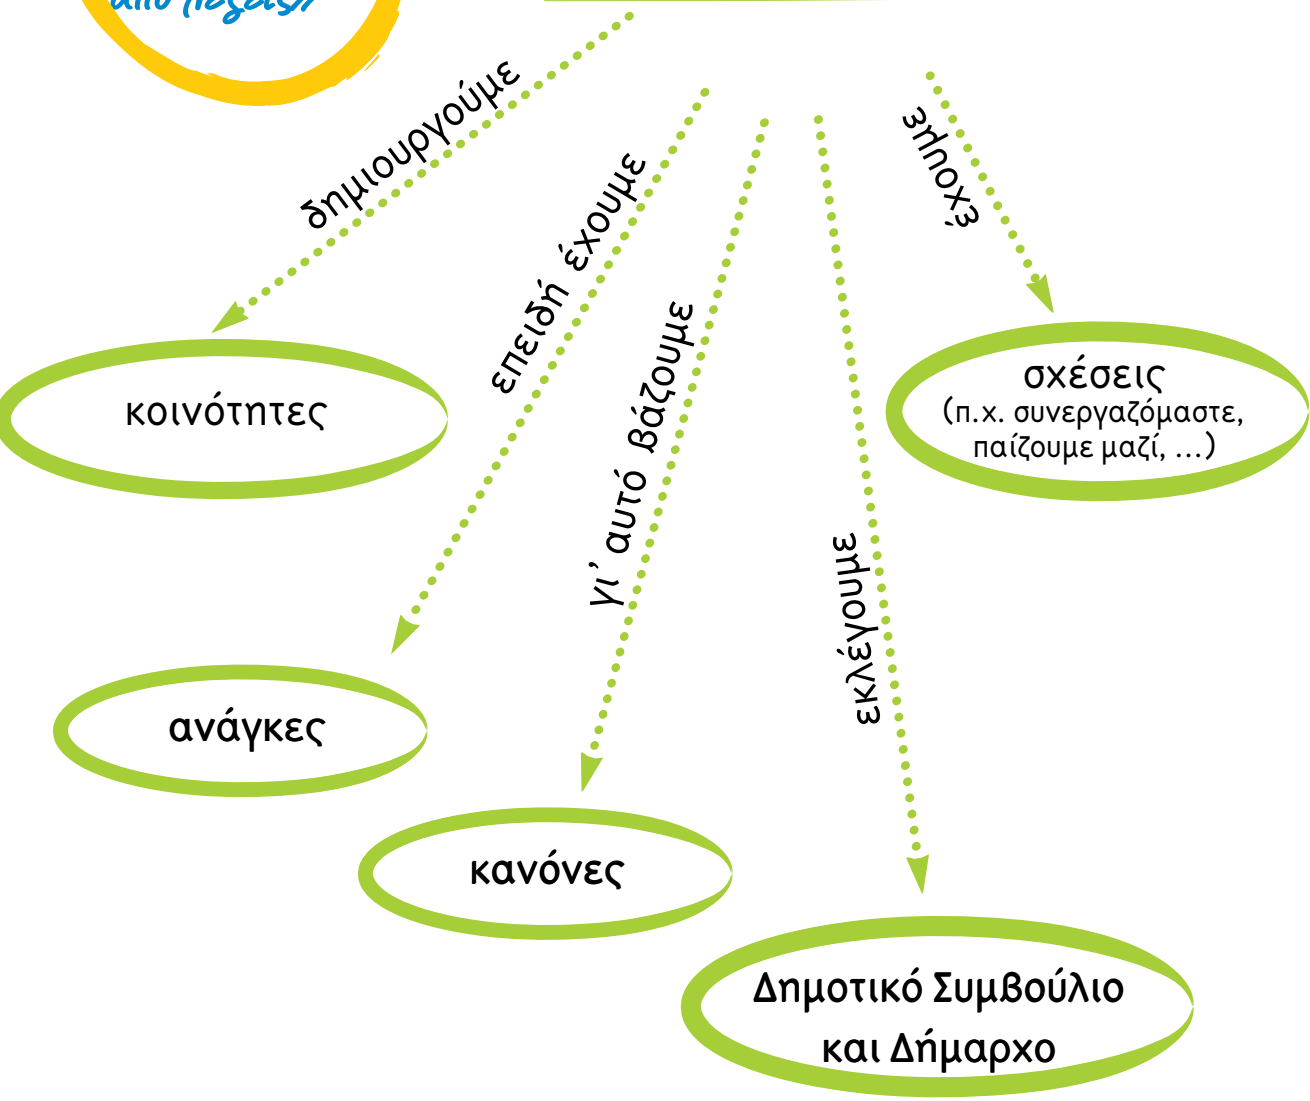 δημιουργούμε
επειδή έχουμε
γι' αυτό βάζουμε
εκλέγουμε
έχουμε
κοινότητες
σχέσεις
(π.χ. συνεργαζόμαστε,
παίζουμε μαζί, ...)
ανάγκες
κανόνες
Δημοτικό Συμβούλιο
και Δήμαρχο